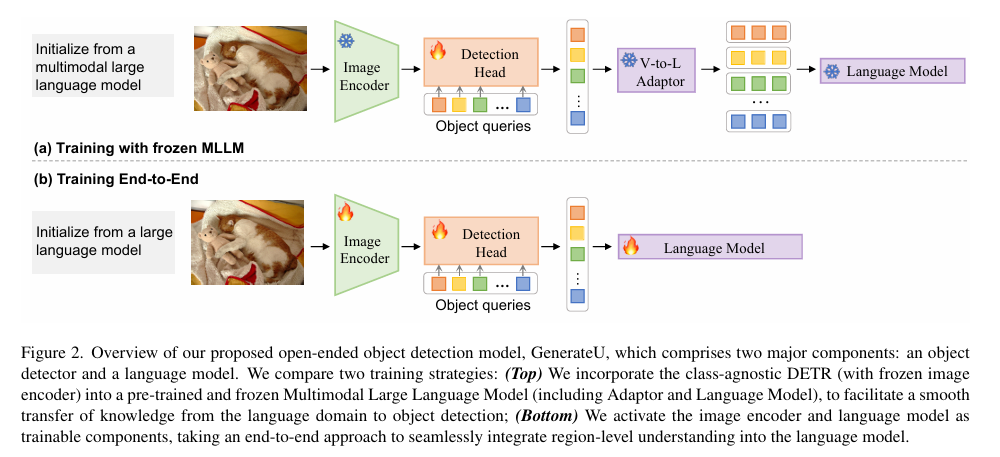 Initialize from a
multimodal large
language model
Image
Encoder
Detection
Head
Object queries
V-to-L
Adaptor
Language Model
(a) Training with frozen MLLM
(b) Training End-to-End
Initialize from a large
language model
Image
Encoder
Detection
Head
Object queries
Language Model
Figure 2. Overview of our proposed open-ended object detection model, GenerateU, which comprises two major components: an object
detector and a language model. We compare two training strategies: (Top) We incorporate the class-agnostic DETR (with frozen image
encoder) into a pre-trained and frozen Multimodal Large Language Model (including Adaptor and Language Model), to facilitate a smooth
transfer of knowledge from the language domain to object detection; (Bottom) We activate the image encoder and language model as
trainable components, taking an end-to-end approach to seamlessly integrate region-level understanding into the language model.